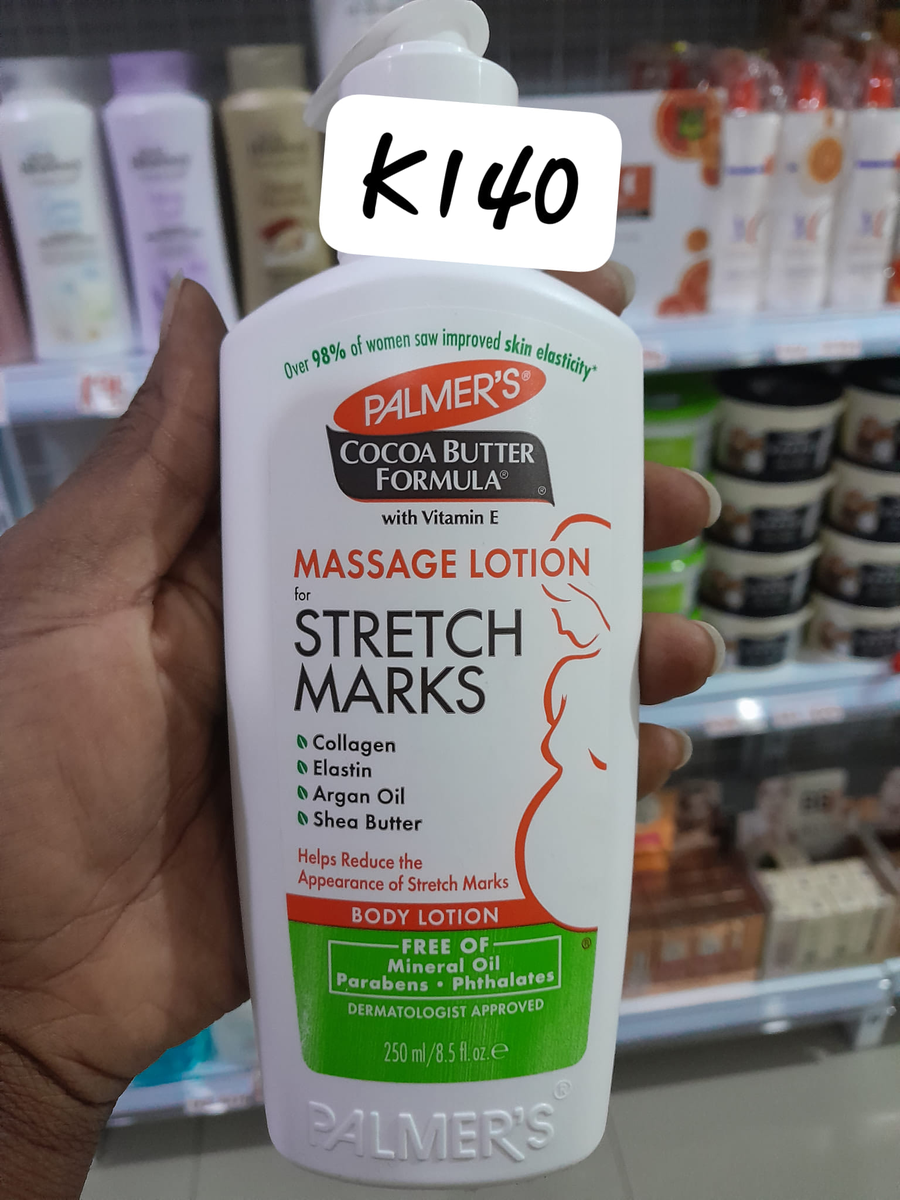 K140
Over 98% of women saw improved skin elasticity*
PALMER'S®
COCOA BUTTER
FORMULA®
with Vitamin E
MASSAGE LOTION
for
STRETCH
MARKS
Collagen
Elastin
Argan Oil
Shea Butter
Helps Reduce the
Appearance of Stretch Marks
BODY LOTION
FREE OF
Mineral Oil
Parabens • Phthalates
DERMATOLOGIST APPROVED
250 ml/8.5 fl. oz. ℮
PALMER'S®